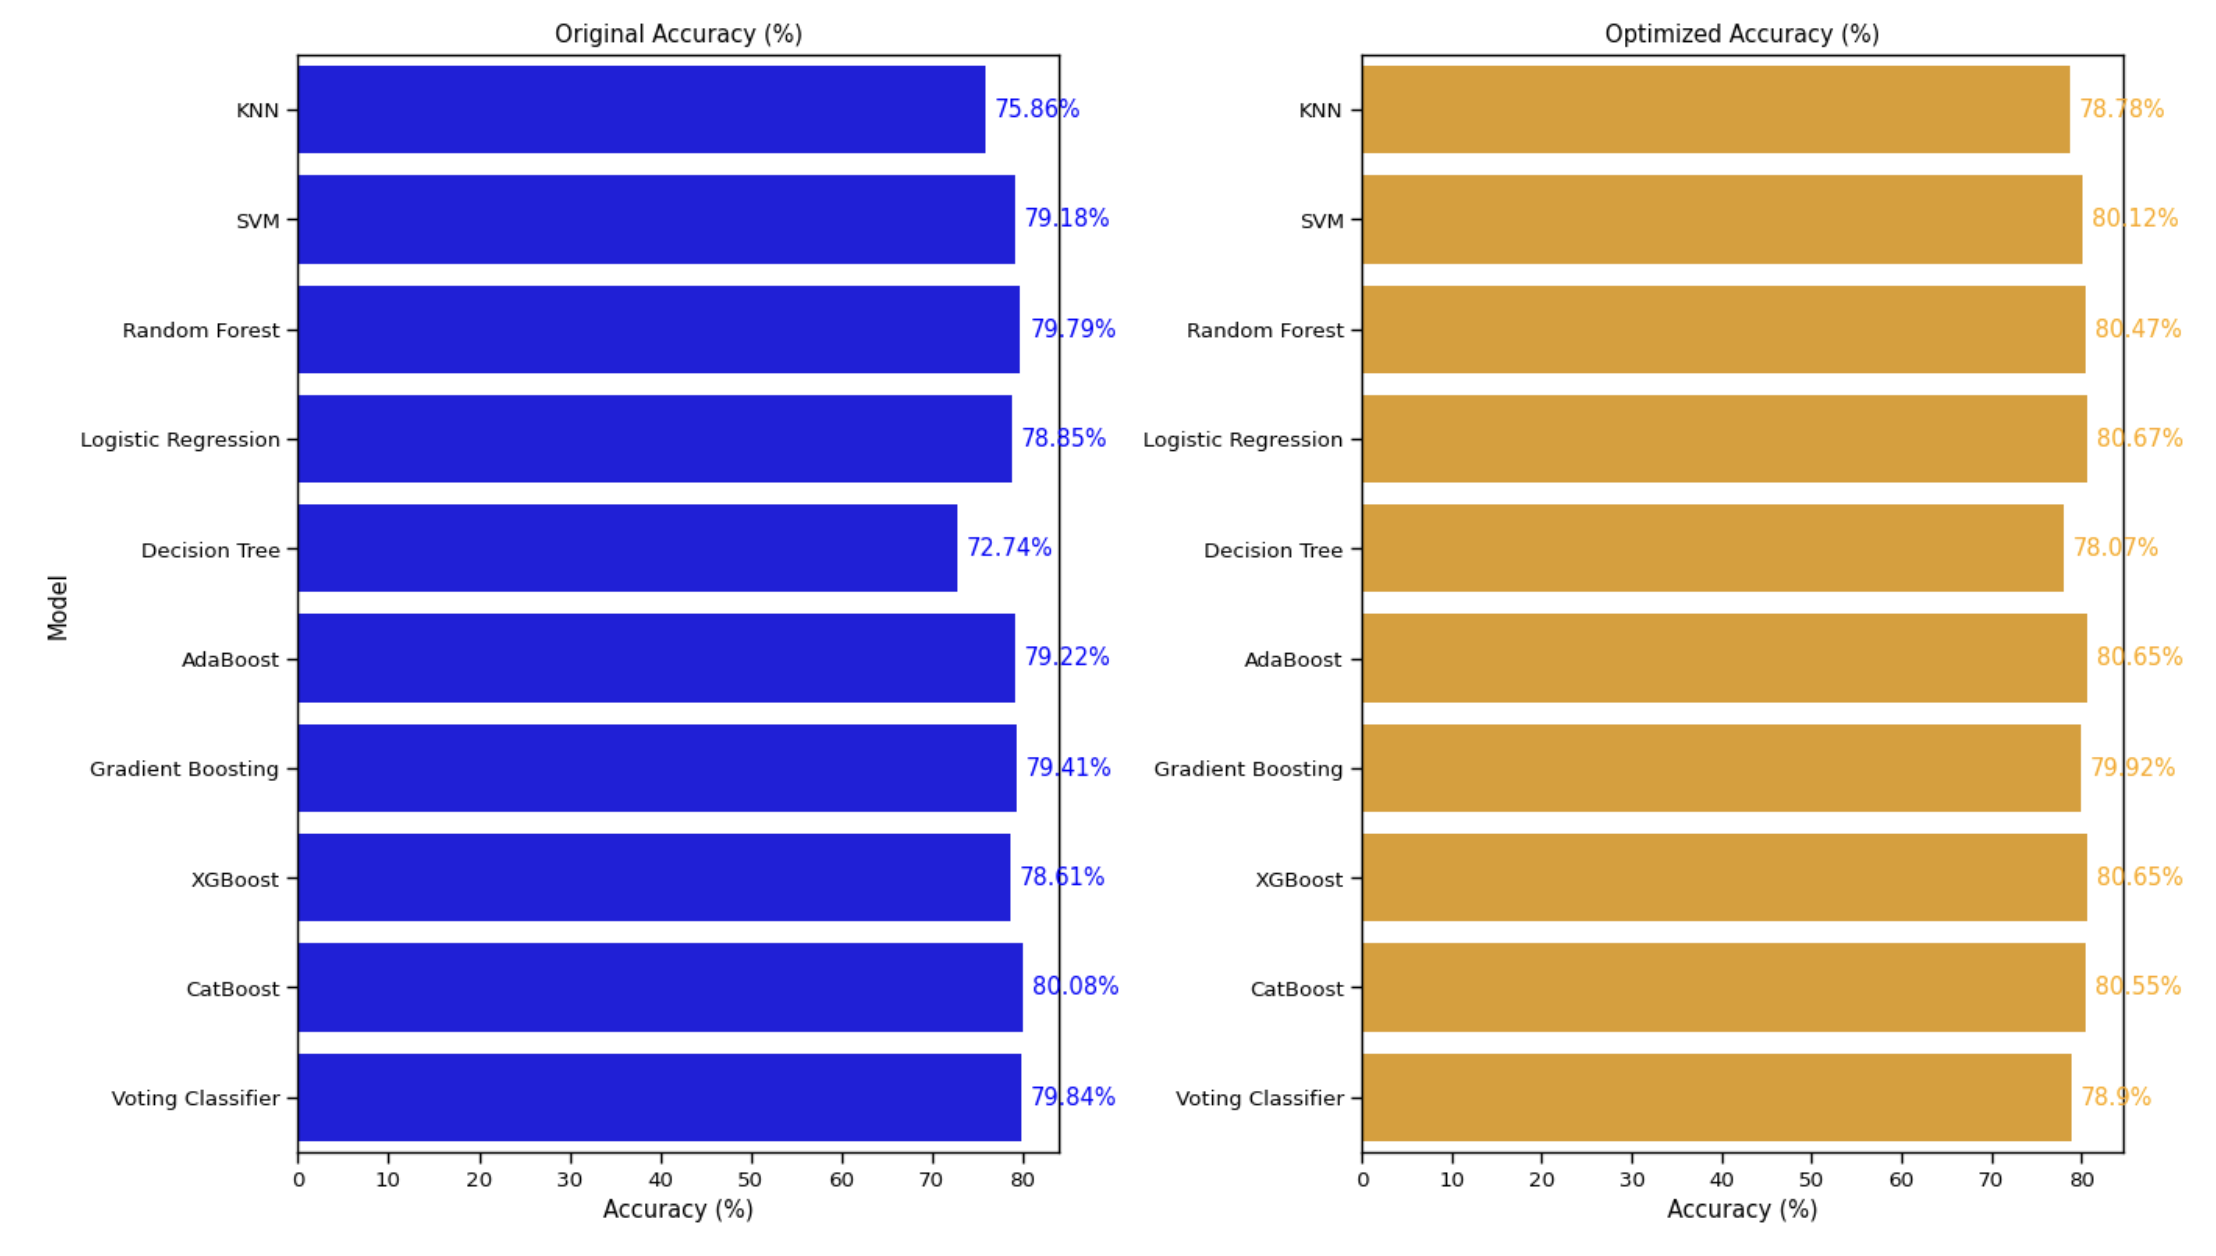 Original Accuracy (%)
KNN
75.86%
SVM
79.18%
Random Forest
79.79%
Logistic Regression
78.85%
Decision Tree
72.74%
Model
AdaBoost
79.22%
Gradient Boosting
79.41%
XGBoost
78.61%
CatBoost
80.08%
Voting Classifier
79.84%
0 10 20 30 40 50 60 70 80
Accuracy (%)
Optimized Accuracy (%)
KNN
78.78%
SVM
80.12%
Random Forest
80.47%
Logistic Regression
80.67%
Decision Tree
78.07%
AdaBoost
80.65%
Gradient Boosting
79.92%
XGBoost
80.65%
CatBoost
80.55%
Voting Classifier
78.9%
0 10 20 30 40 50 60 70 80
Accuracy (%)